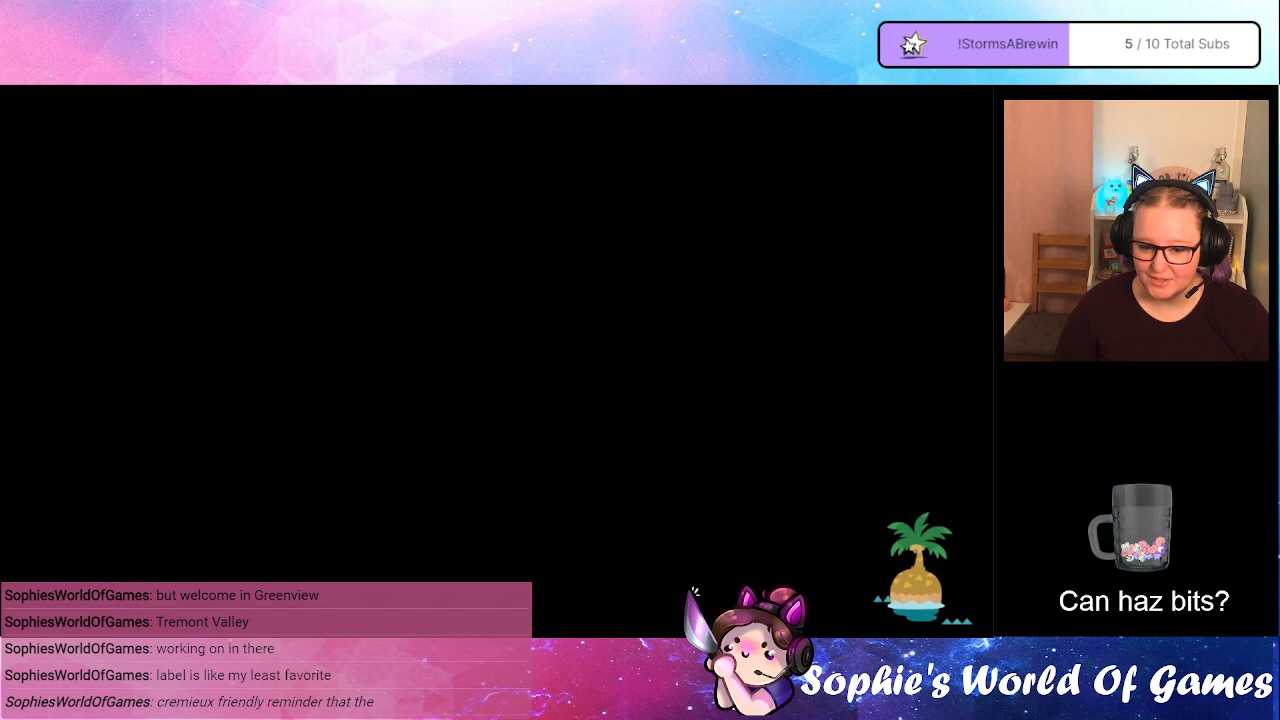 !StormsABrewin 5 / 10 Total Subs
Can haz bits?
SophiesWorldOfGames: but welcome in Greenview
SophiesWorldOfGames: Tremont Valley
SophiesWorldOfGames: working on in there
SophiesWorldOfGames: label is like my least favorite
SophiesWorldOfGames: cremieux friendly reminder that the
Sophie's World Of Games